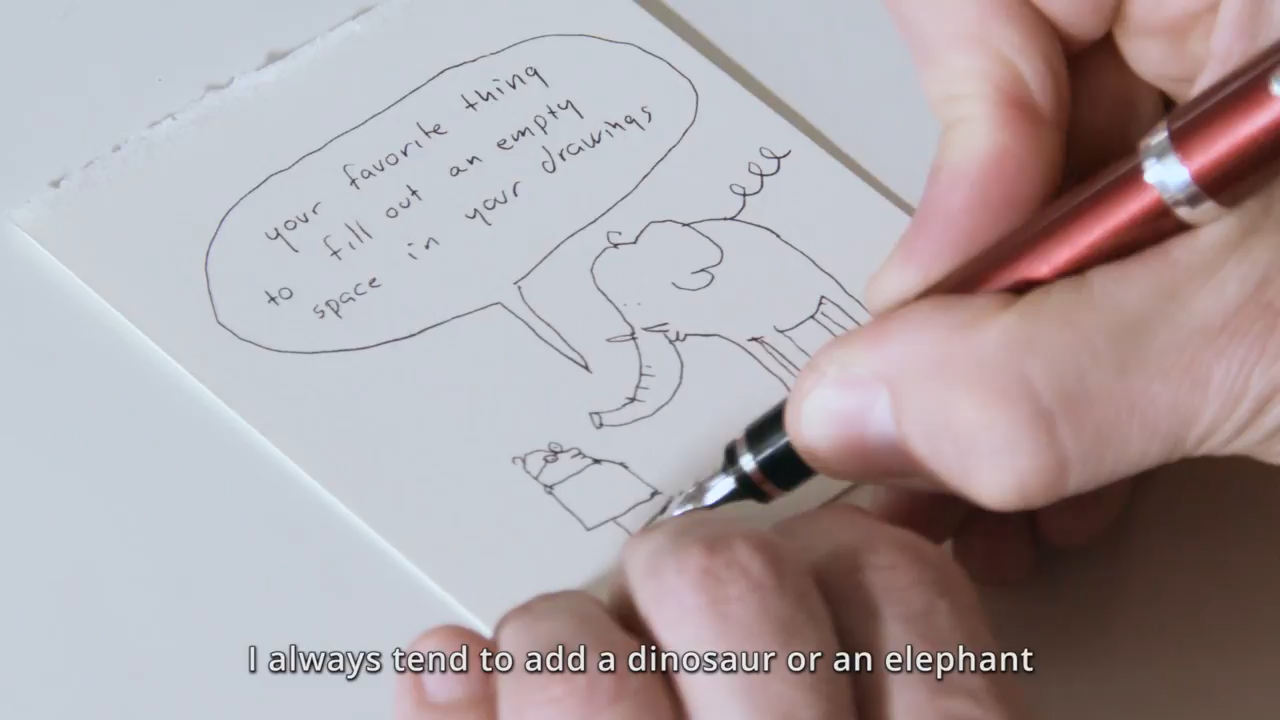 your favorite thing
to fill out an empty
space in your drawings
I always tend to add a dinosaur or an elephant